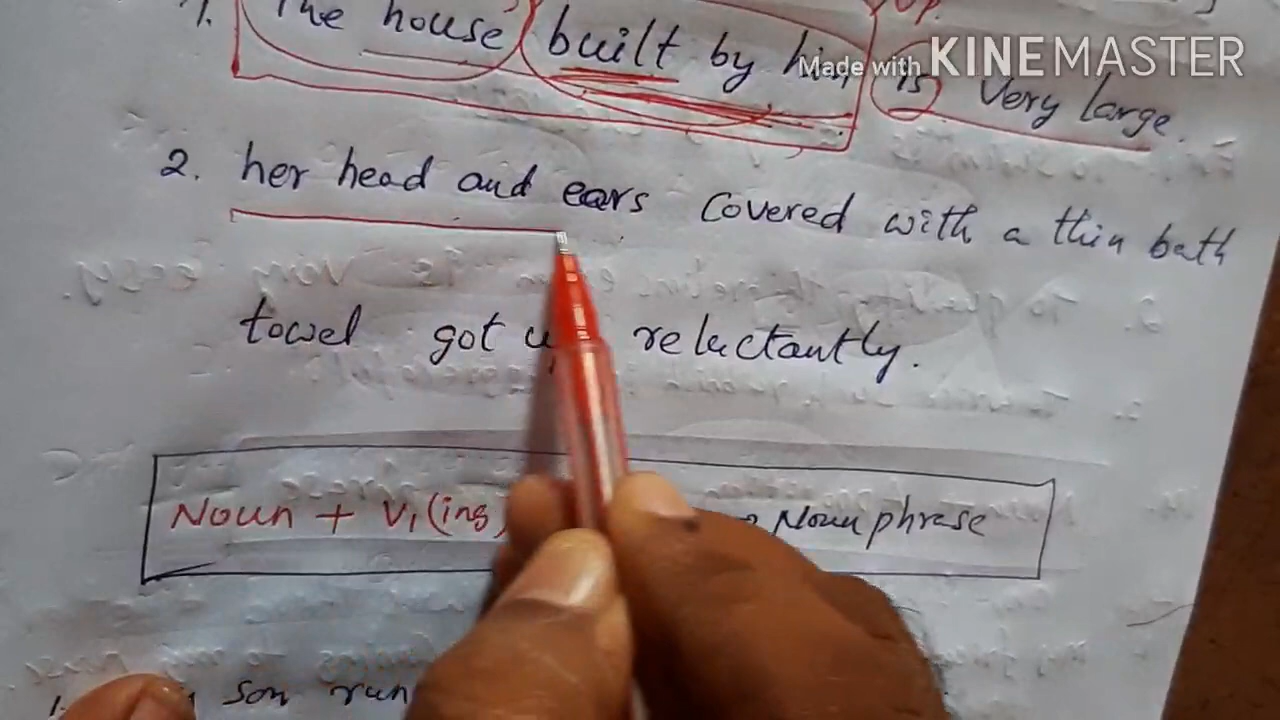 1. The house built by him is very large.
Made with KINEMASTER
2. her head and ears covered with a thin bath
towel got up reluctantly.
Noun + V1(ing) → Noun phrase
1. son run